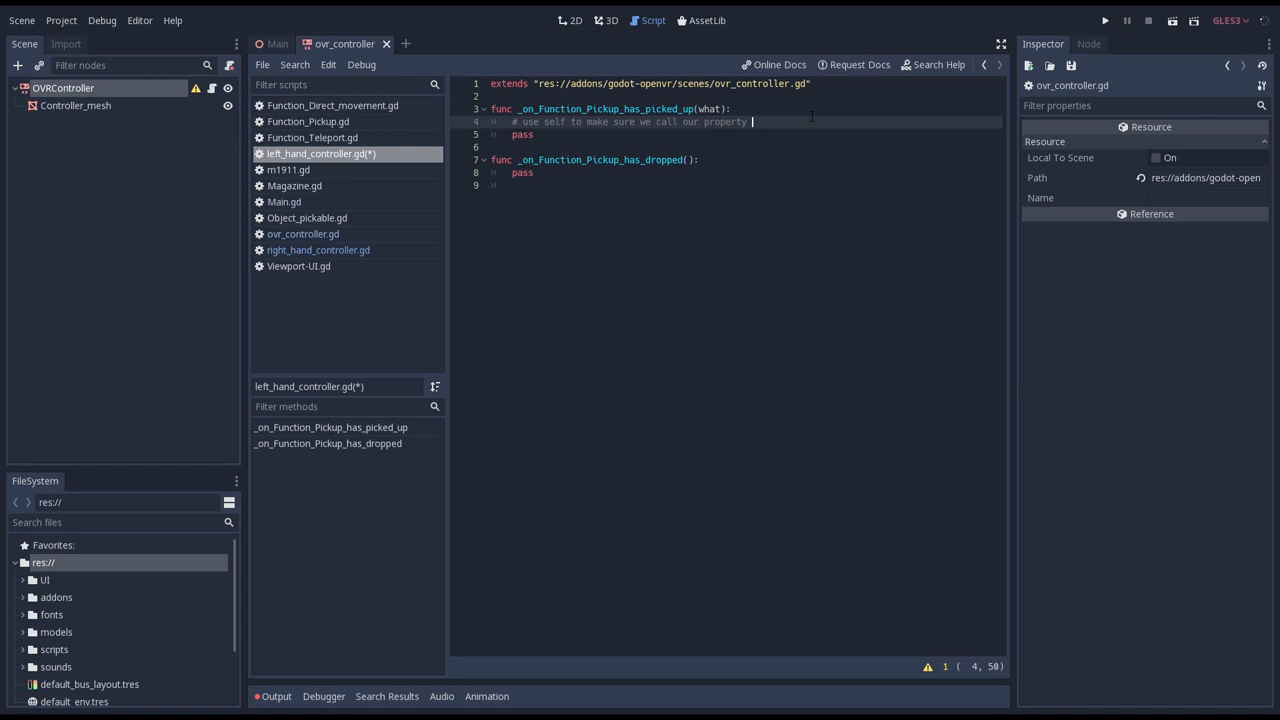 Scene Project Debug Editor Help
2D 3D Script AssetLib
GLES3
Scene Import
Main ovr_controller
Inspector Node
Filter nodes
File Search Edit Debug
Online Docs Request Docs Search Help
ovr_controller.gd
OVRController
Controller_mesh
Filter scripts
Function_Direct_movement.gd
Function_Pickup.gd
Function_Teleport.gd
left_hand_controller.gd(*)
m1911.gd
Magazine.gd
Main.gd
Object_pickable.gd
ovr_controller.gd
right_hand_controller.gd
Viewport-UI.gd
left_hand_controller.gd(*)
Filter methods
_on_Function_Pickup_has_picked_up
_on_Function_Pickup_has_dropped
1 extends "res://addons/godot-openvr/scenes/ovr_controller.gd"
2
3 func _on_Function_Pickup_has_picked_up(what):
4 # use self to make sure we call our property
5 pass
6
7 func _on_Function_Pickup_has_dropped():
8 pass
9
1 ( 4, 50)
Filter properties
Resource
Resource
Local To Scene On
Path res://addons/godot-open
Name
Reference
FileSystem
res://
Search files
Favorites:
res://
UI
addons
fonts
models
scripts
sounds
default_bus_layout.tres
default_env.tres
Output Debugger Search Results Audio Animation